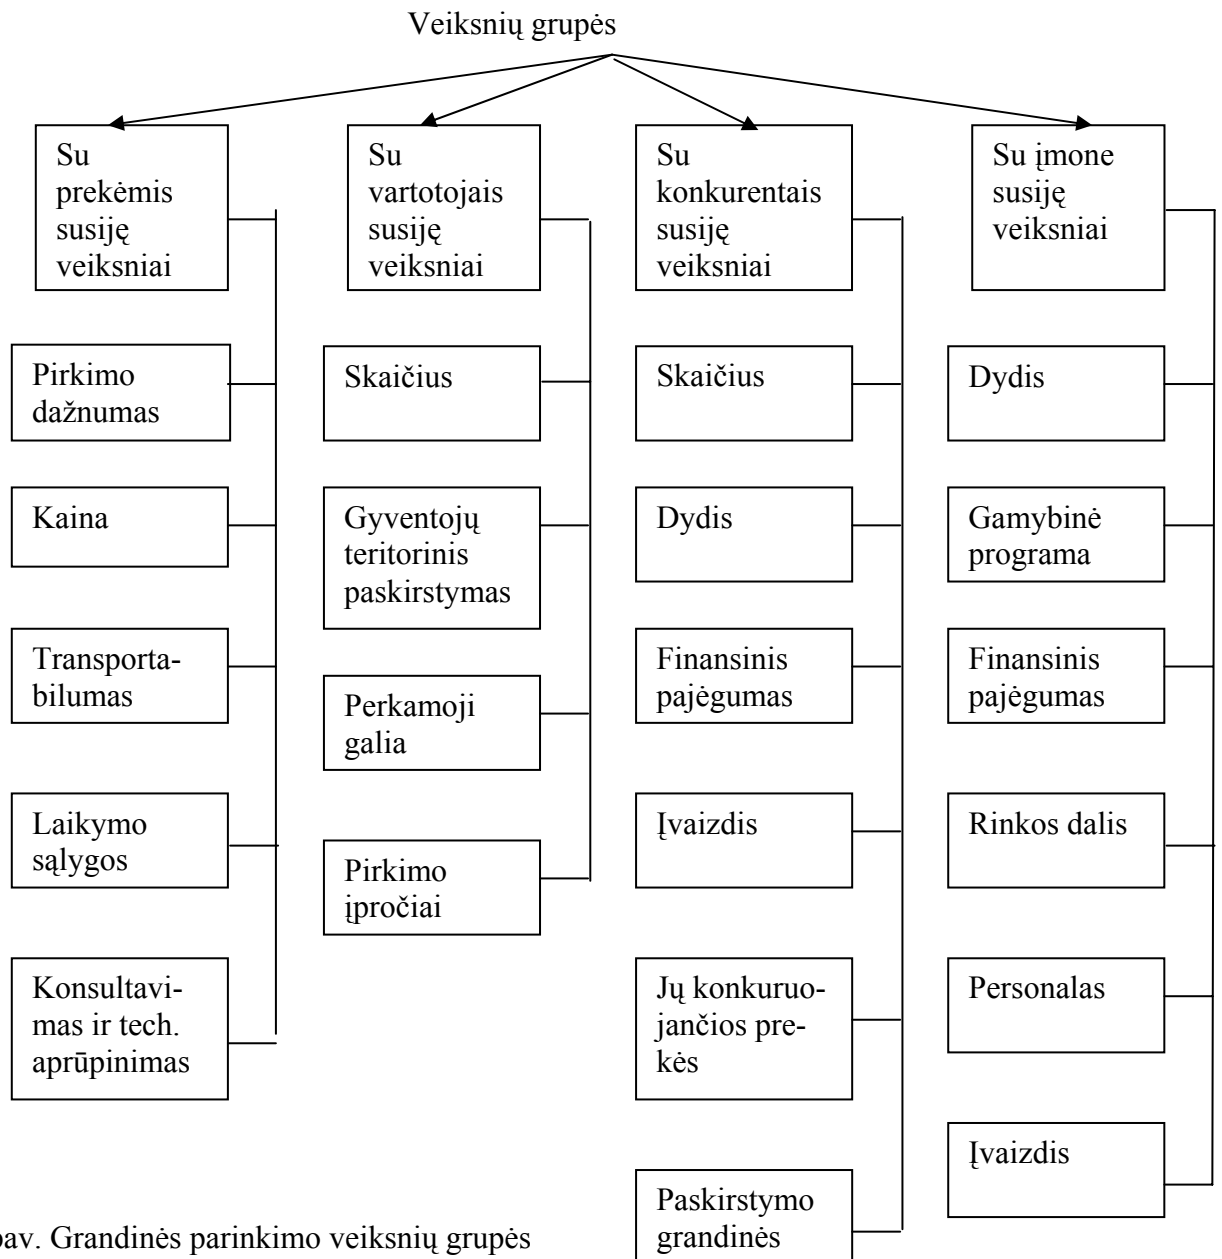 Veiksnių grupės
Su
prekėmis
susiję
veiksniai
Pirkimo
dažnumas
Kaina
Transporta-
bilumas
Laikymo
sąlygos
Konsultavi-
mas ir tech.
aprūpinimas
Su
vartotojais
susiję
veiksniai
Skaičius
Gyventojų
teritorinis
paskirstymas
Perkamoji
galia
Pirkimo
įpročiai
Su
konkurentais
susiję
veiksniai
Skaičius
Dydis
Finansinis
pajėgumas
Įvaizdis
Jų konkuruo-
jančios pre-
kės
Paskirstymo
grandinės
Su įmone
susiję
veiksniai
Dydis
Gamybinė
programa
Finansinis
pajėgumas
Rinkos dalis
Personalas
Įvaizdis
pav. Grandinės parinkimo veiksnių grupės